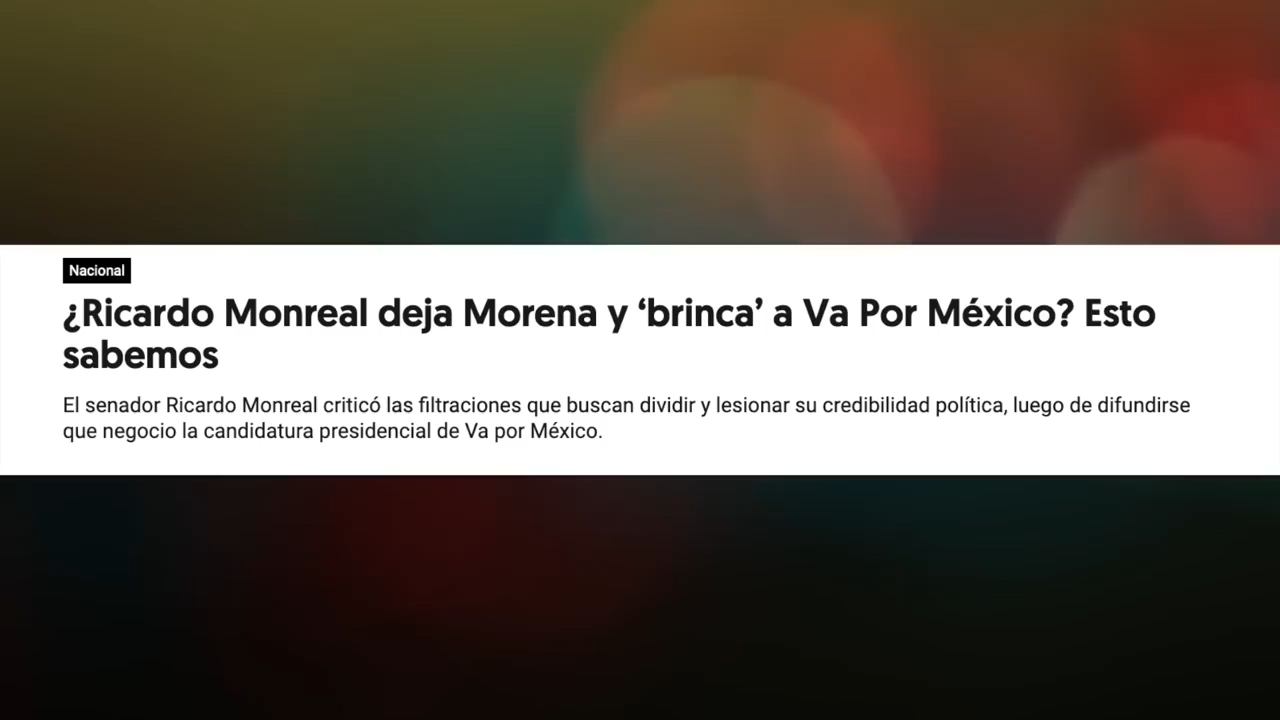 Nacional
¿Ricardo Monreal deja Morena y ‘brinca’ a Va Por México? Esto
sabemos
El senador Ricardo Monreal criticó las filtraciones que buscan dividir y lesionar su credibilidad política, luego de difundirse
que negocio la candidatura presidencial de Va por México.